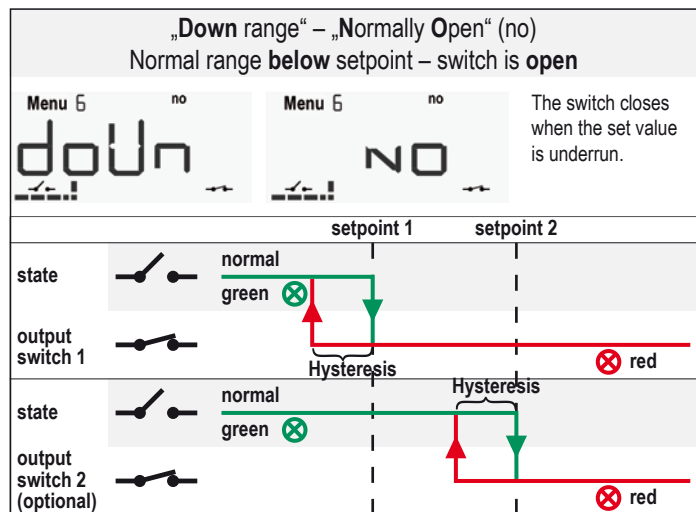 „Down range“ – „Normally Open“ (no)
Normal range below setpoint – switch is open
Menu 6 no
doUn
Menu 6 no
NO
The switch closes
when the set value
is underrun.
setpoint 1 setpoint 2
state
normal
green
output
switch 1
Hysteresis
red
state
normal
green
Hysteresis
output
switch 2
(optional)
red